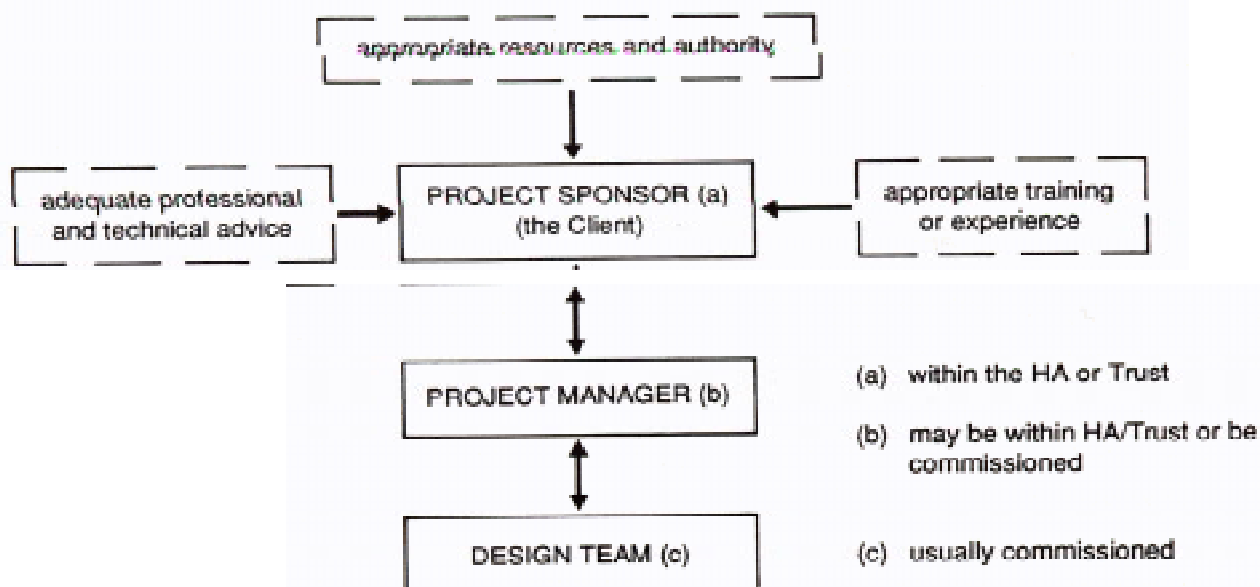 appropriate resources and authority
adequate professional
and technical advice
PROJECT SPONSOR (a)
(the Client)
appropriate training
or experience
PROJECT MANAGER (b)
(a) within the HA or Trust
(b) may be within HA/Trust or be
commissioned
DESIGN TEAM (c)
(c) usually commissioned